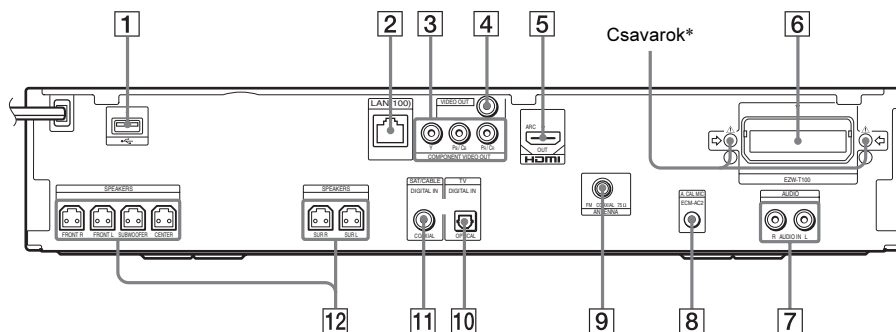 1
2
3
4
5
Csavarok*
6
LAN(100)
VIDEO OUT
Y
PB/CB
PR/CR
COMPONENT VIDEO OUT
ARC
OUT
HDMI
EZW-T100
SPEAKERS
FRONT R
FRONT L
SUBWOOFER
CENTER
SPEAKERS
SUR R
SUR L
SAT/CABLE
DIGITAL IN
COAXIAL
TV
DIGITAL IN
OPTICAL
FM COAXIAL 75Ω
ANTENNA
A. CAL MIC
ECM-AC2
AUDIO
R AUDIO IN L
12
11
10
9
8
7